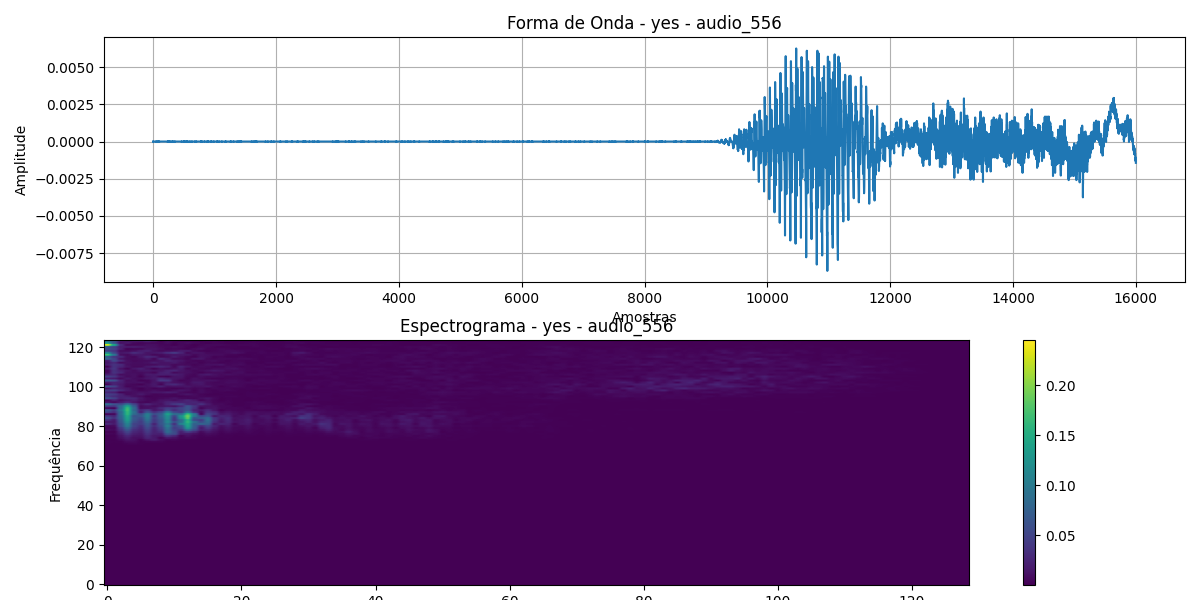 Forma de Onda - yes - audio_556
Amplitude
0.0050
0.0025
0.0000
−0.0025
−0.0050
−0.0075
0 2000 4000 6000 8000 10000 12000 14000 16000
Amostras
Espectrograma - yes - audio_556
Frequência
120
100
80
60
40
20
0
0 20 40 60 80 100 120
0.20
0.15
0.10
0.05